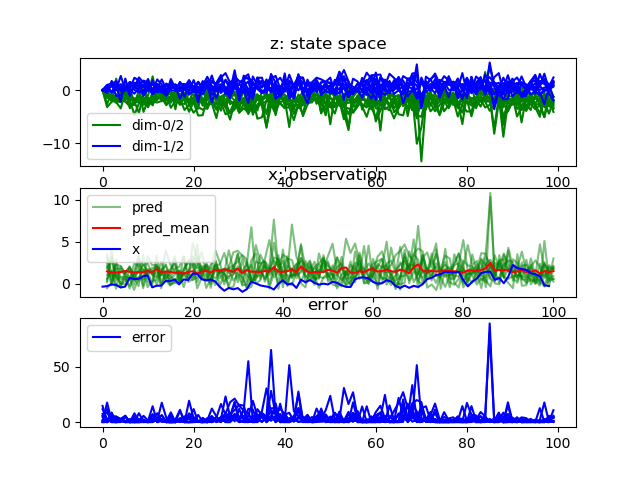 z: state space
0
−10
dim-0/2
dim-1/2
0 20 40 60 80 100
x: observation
10
5
0
pred
pred_mean
x
0 20 40 60 80 100
error
50
0
error
0 20 40 60 80 100